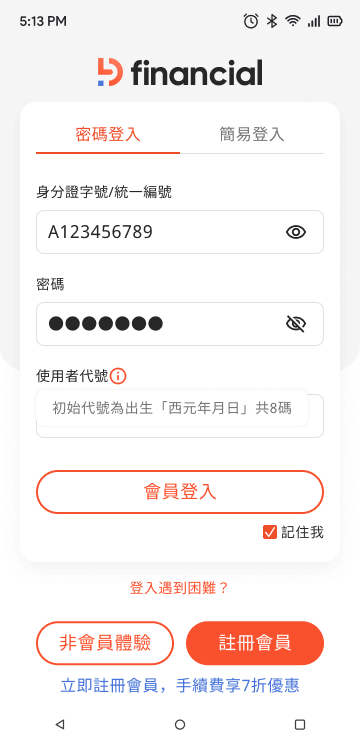 5:13 PM
financial
密碼登入
簡易登入
身分證字號/統一編號
A123456789
密碼
●●●●●●●
使用者代號
初始代號為出生「西元年月日」共8碼
會員登入
記住我
登入遇到困難？
非會員體驗
註冊會員
立即註冊會員，手續費享7折優惠